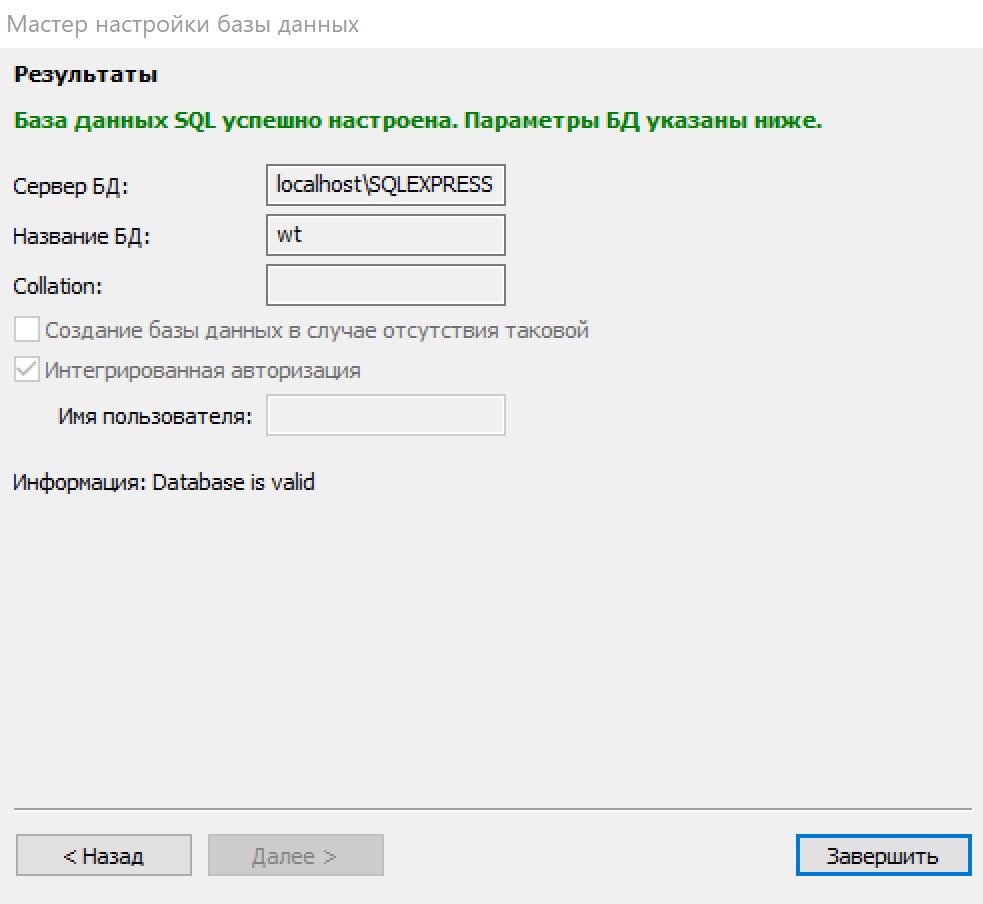 Мастер настройки базы данных
Результаты
База данных SQL успешно настроена. Параметры БД указаны ниже.
Сервер БД: localhost\SQLEXPRESS
Название БД: wt
Collation:
Создание базы данных в случае отсутствия таковой
Интегрированная авторизация
Имя пользователя:
Информация: Database is valid
< Назад Далее > Завершить